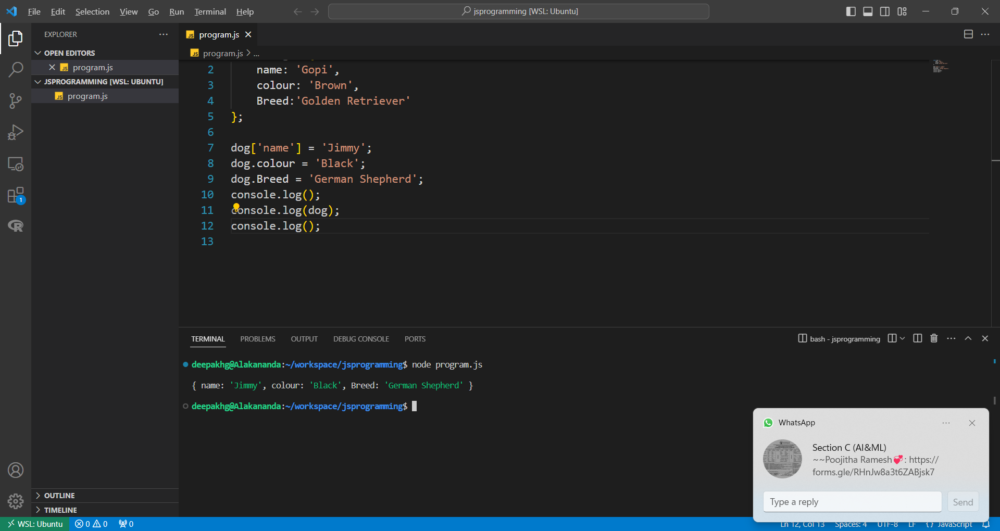 File Edit Selection View Go Run Terminal Help
jsprogramming [WSL: Ubuntu]
EXPLORER
OPEN EDITORS
program.js
JSPROGRAMMING [WSL: UBUNTU]
program.js
OUTLINE
TIMELINE
program.js
program.js > ...
2 name: 'Gopi',
3 colour: 'Brown',
4 Breed:'Golden Retriever'
5 };
6
7 dog['name'] = 'Jimmy';
8 dog.colour = 'Black';
9 dog.Breed = 'German Shepherd';
10 console.log();
11 console.log(dog);
12 console.log();
13
TERMINAL PROBLEMS OUTPUT DEBUG CONSOLE PORTS
bash - jsprogramming
deepakhg@Alakananda:~/workspace/jsprogramming$ node program.js
{ name: 'Jimmy', colour: 'Black', Breed: 'German Shepherd' }
deepakhg@Alakananda:~/workspace/jsprogramming$
WhatsApp
Section C (AI&ML)
~~Poojitha Ramesh💞: https://
forms.gle/RHnJw8a3t6ZABjsk7
Type a reply
Send
1
WSL: Ubuntu 0 0 0
Ln 12, Col 13 Spaces: 4 UTF-8 LF {} JavaScript